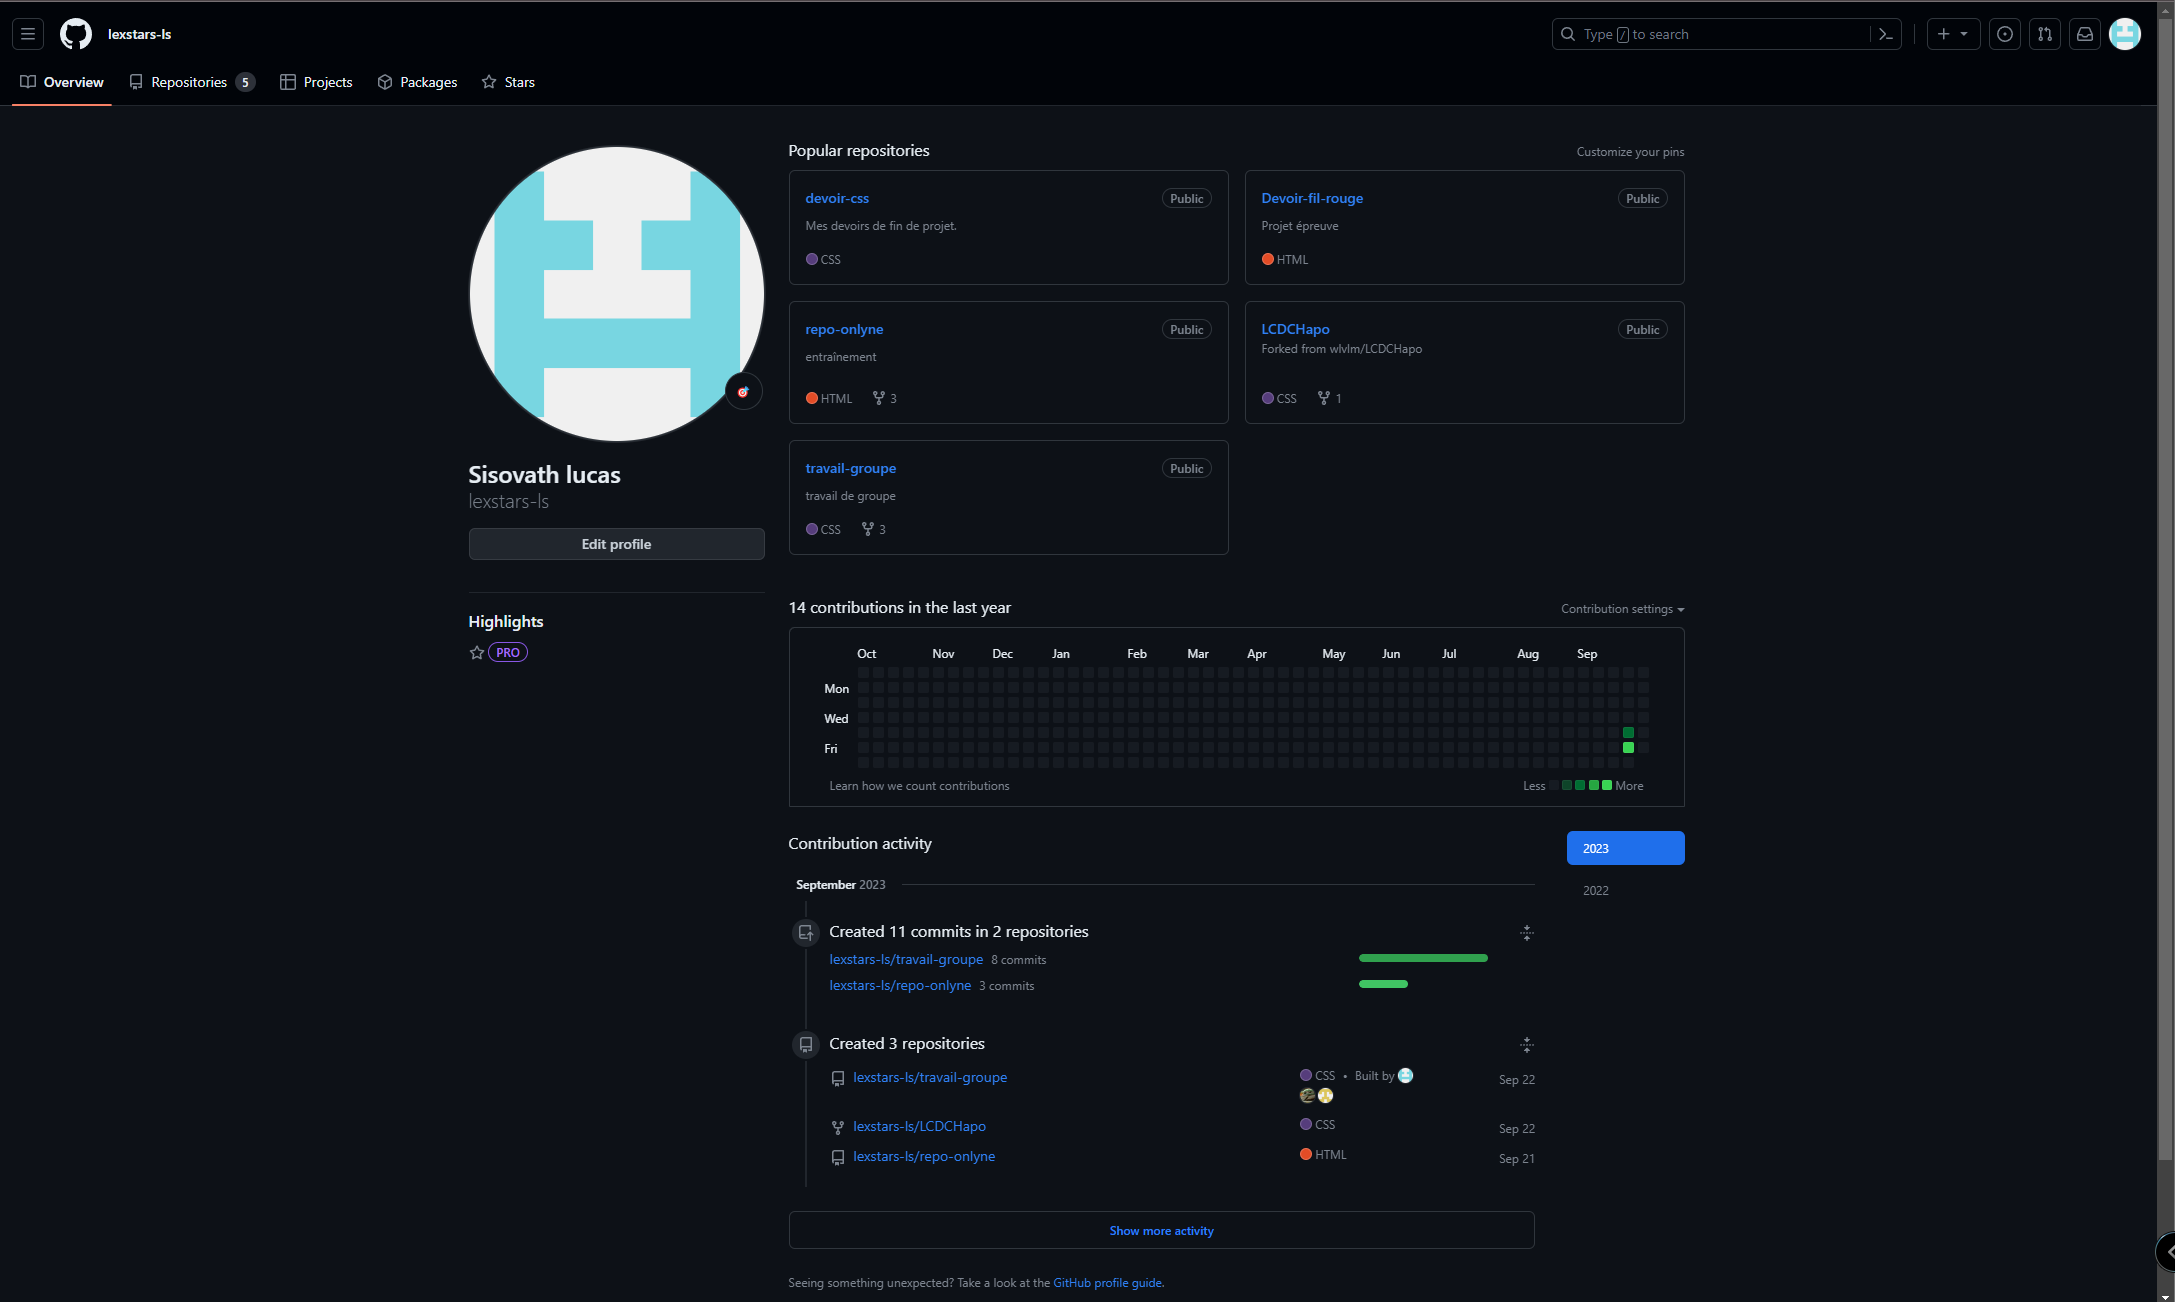 lexstars-ls
Type / to search
Overview
Repositories 5
Projects
Packages
Stars
Sisovath lucas
lexstars-ls
Edit profile
Highlights
PRO
Popular repositories
Customize your pins
devoir-css
Public
Mes devoirs de fin de projet.
CSS
Devoir-fil-rouge
Public
Projet épreuve
HTML
repo-onlyne
Public
entraînement
HTML 3
LCDCHapo
Public
Forked from wlvlm/LCDCHapo
CSS 1
travail-groupe
Public
travail de groupe
CSS 3
14 contributions in the last year
Contribution settings
Oct Nov Dec Jan Feb Mar Apr May Jun Jul Aug Sep
Mon
Wed
Fri
Learn how we count contributions
Less More
Contribution activity
2023
2022
September 2023
Created 11 commits in 2 repositories
lexstars-ls/travail-groupe 8 commits
lexstars-ls/repo-onlyne 3 commits
Created 3 repositories
lexstars-ls/travail-groupe CSS • Built by Sep 22
lexstars-ls/LCDCHapo CSS Sep 22
lexstars-ls/repo-onlyne HTML Sep 21
Show more activity
Seeing something unexpected? Take a look at the GitHub profile guide.